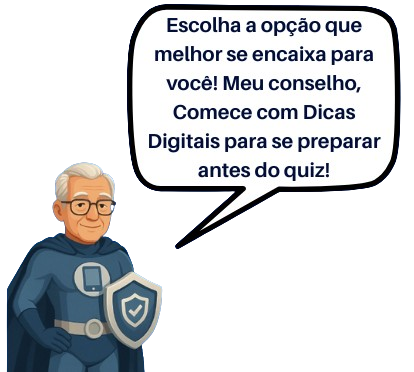 Escolha a opção que
melhor se encaixa para
você! Meu conselho,
Comece com Dicas
Digitais para se preparar
antes do quiz!